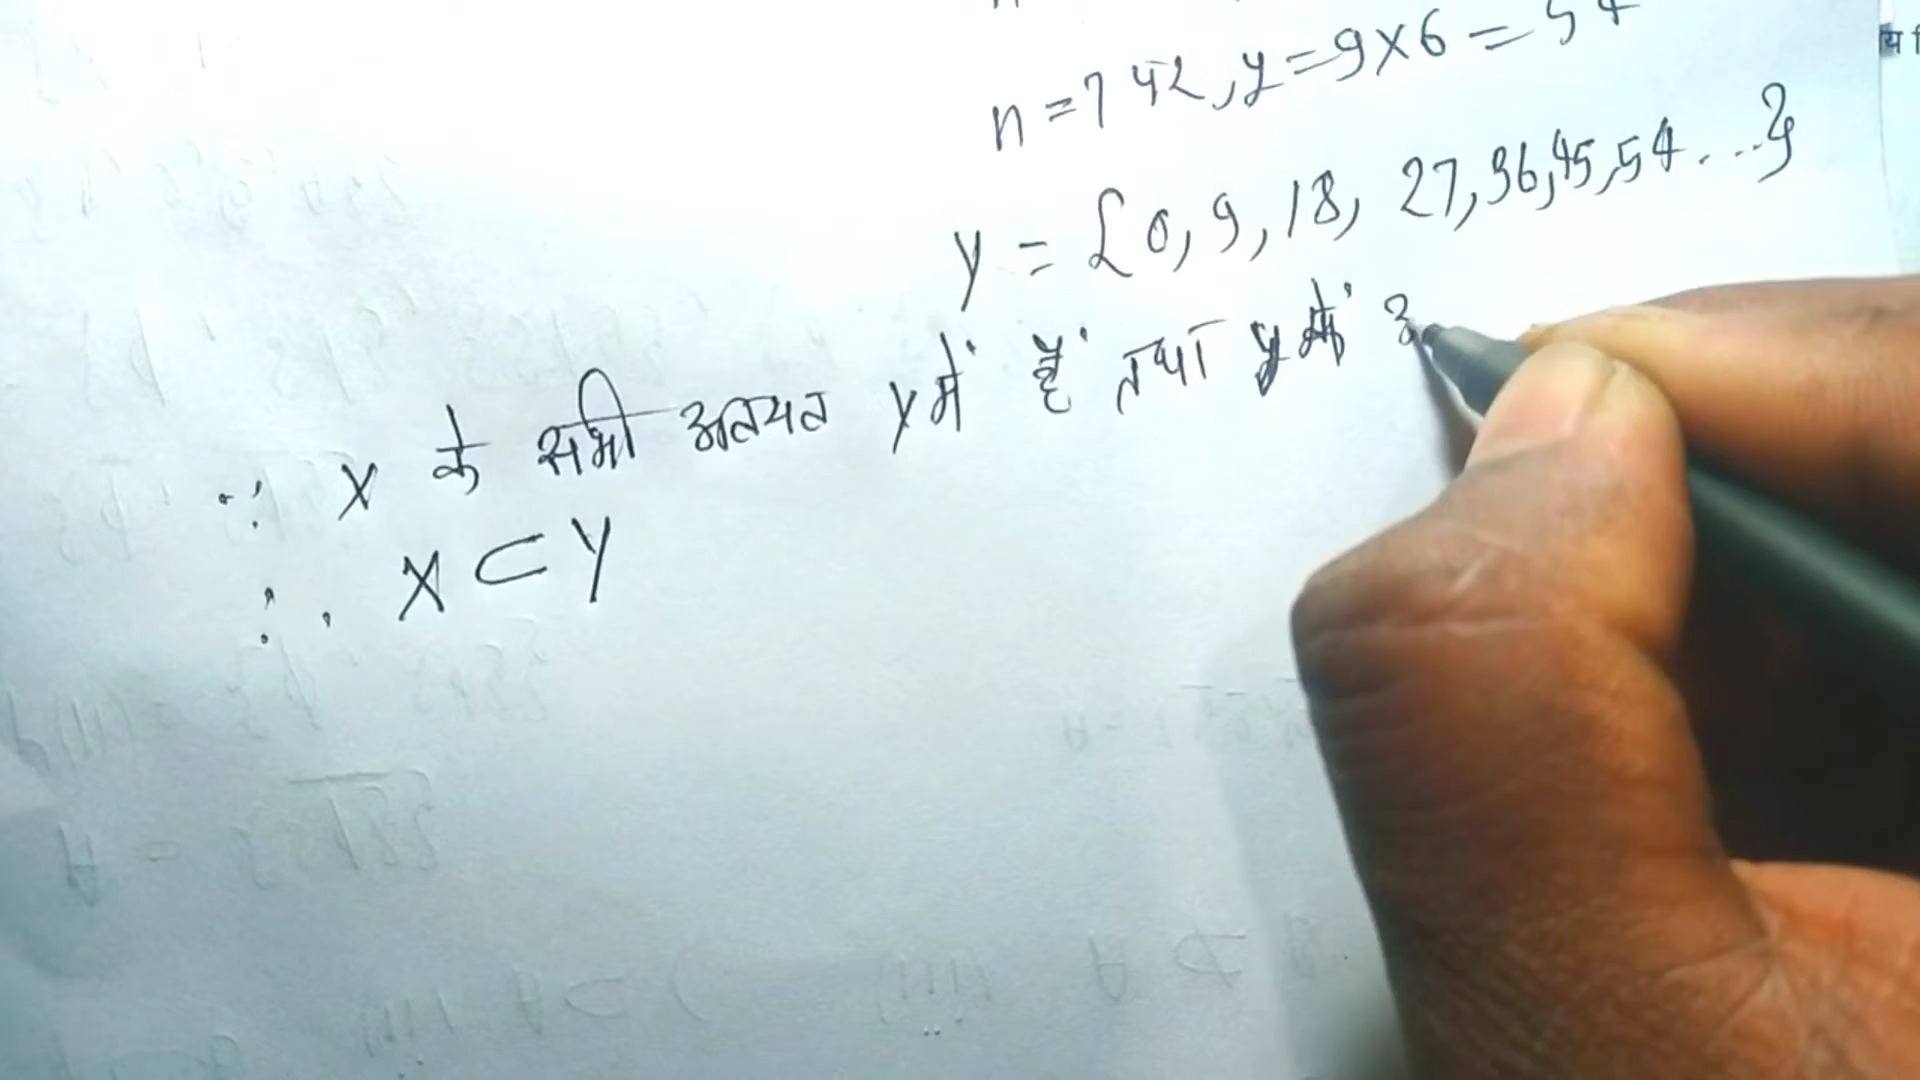 n = 7 पर, y = 9×6 = 54
y = {0, 9, 18, 27, 36, 45, 54 ...}
∵ X के सभी अवयव Y में हैं तथा y में
∴ X ⊂ Y